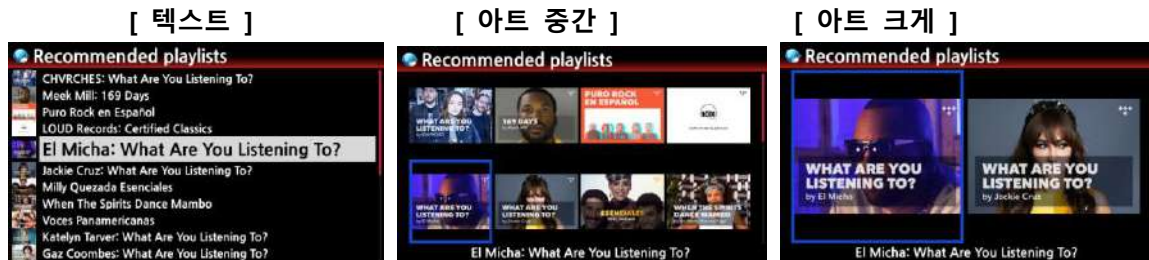 [ 텍스트 ]
[ 아트 중간 ]
[ 아트 크게 ]
Recommended playlists
CHVRCHES: What Are You Listening To?
Meek Mill: 169 Days
Puro Rock en Español
LOUD Records: Certified Classics
El Micha: What Are You Listening To?
Jackie Cruz: What Are You Listening To?
Milly Quezada Esenciales
When The Spirits Dance Mambo
Voces Panamericanas
Katelyn Tarver: What Are You Listening To?
Gaz Coombes: What Are You Listening To?
Recommended playlists
WHAT ARE YOU
LISTENING TO?
169 DAYS
PURO ROCK
EN ESPAÑOL
WHAT ARE YOU
LISTENING TO?
WHAT ARE YOU
LISTENING TO?
ESENCIALES
WHEN THE SPIRITS
DANCE MAMBO
El Micha: What Are You Listening To?
Recommended playlists
WHAT ARE YOU
LISTENING TO?
by El Micha
WHAT ARE YOU
LISTENING TO?
by Jackie Cruz
El Micha: What Are You Listening To?